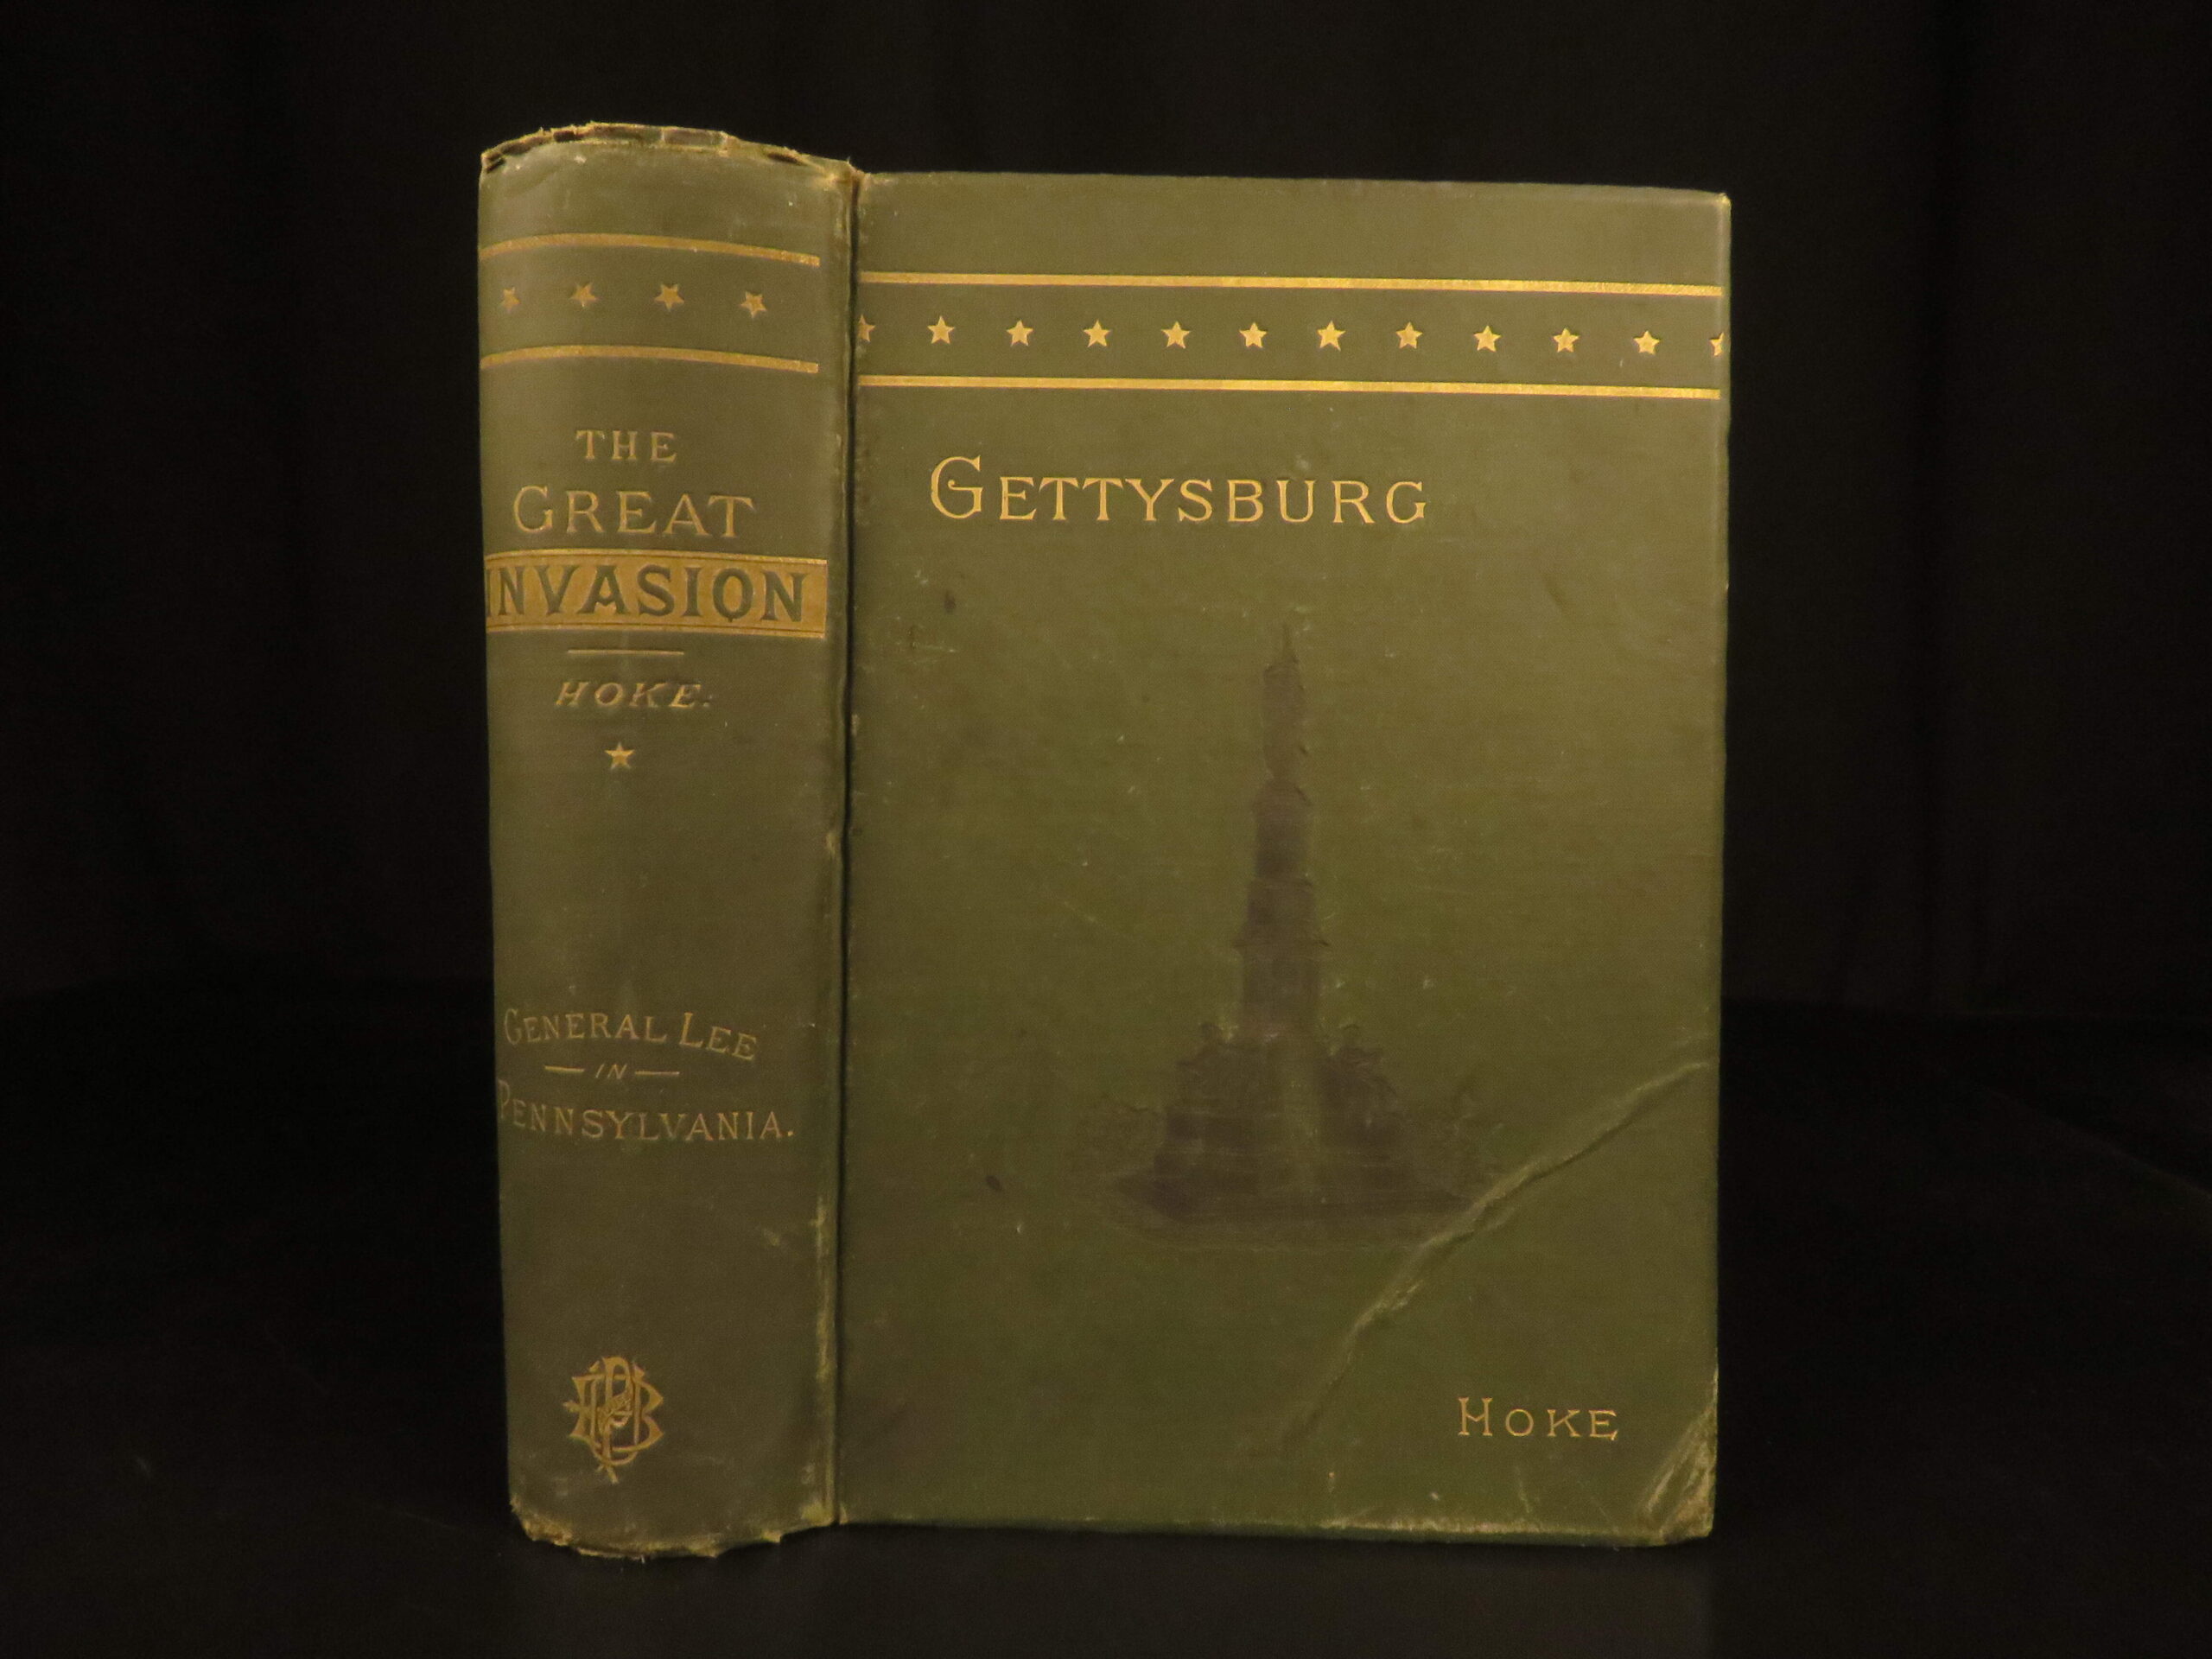 THE
GREAT
INVASION
HOKE.
GENERAL LEE
IN
PENNSYLVANIA.
GETTYSBURG
HOKE